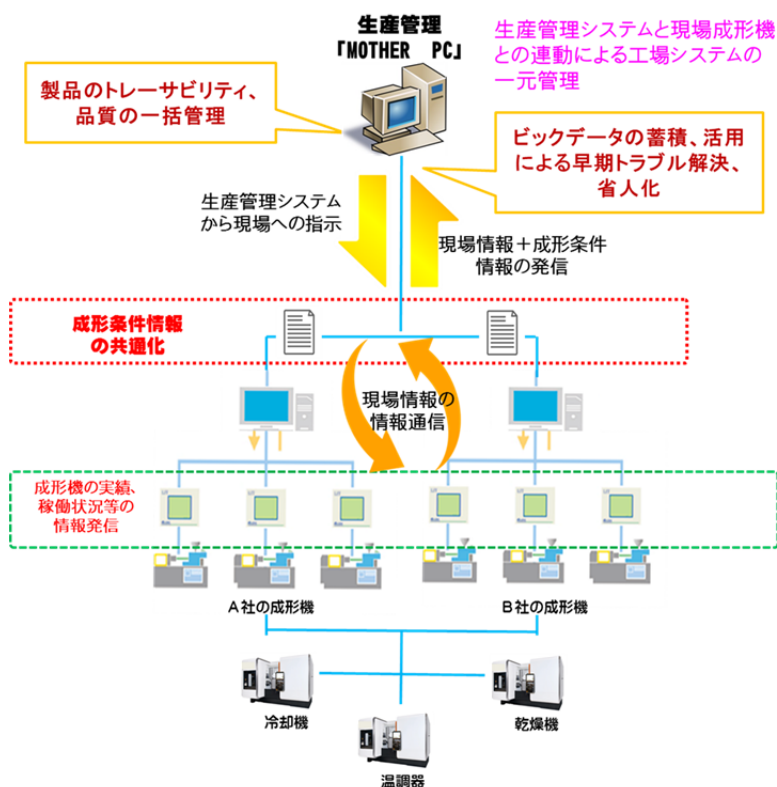 生産管理
「MOTHER PC」
生産管理システムと現場成形機
との連動による工場システムの
一元管理
製品のトレーサビリティ、
品質の一括管理
ビックデータの蓄積、活用
による早期トラブル解決、
省人化
生産管理システム
から現場への指示
現場情報＋成形条件
情報の発信
成形条件情報
の共通化
現場情報の
情報通信
成形機の実績、
稼働状況等の
情報発信
A社の成形機
B社の成形機
冷却機
乾燥機
温調器